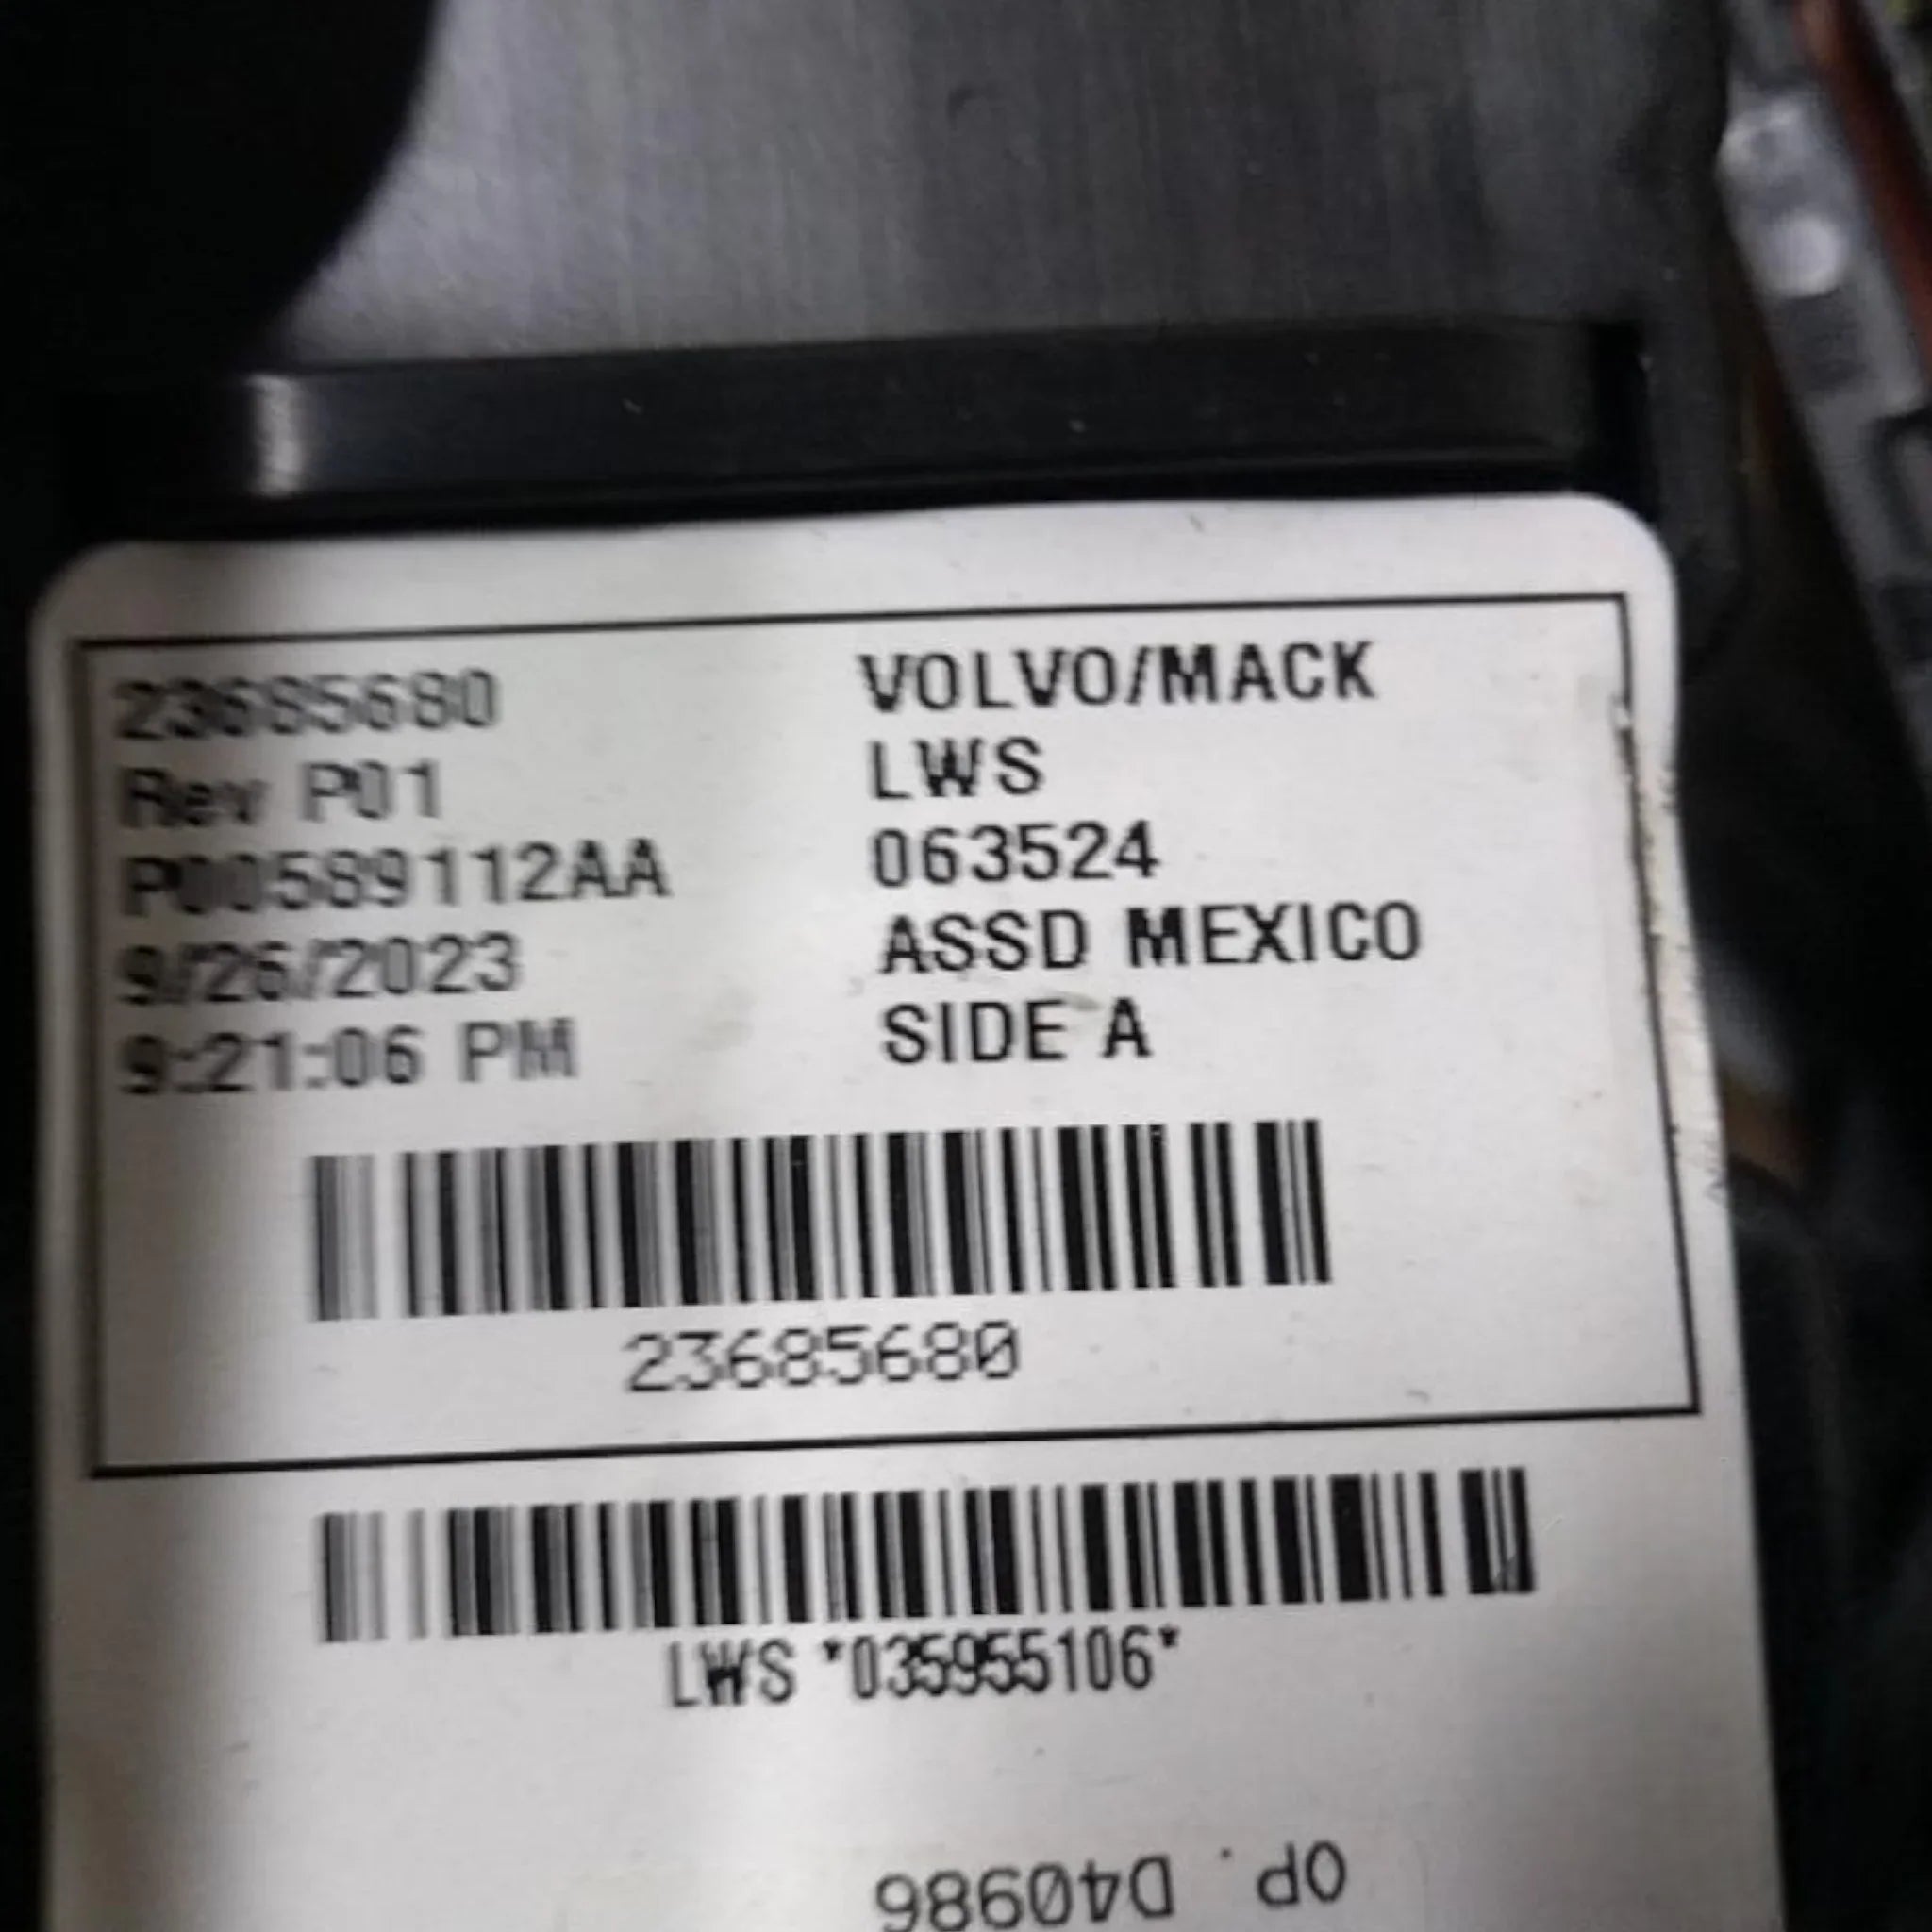 23685680
Rev P01
P00589112AA
9/26/2023
9:21:06 PM
VOLVO/MACK
LWS
063524
ASSD MEXICO
SIDE A
23685680
LWS *035955106*
OP. D40986